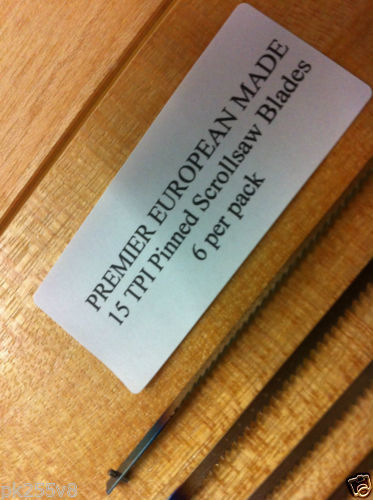 PREMIER EUROPEAN MADE
15 TPI Pinned Scrollsaw Blades
6 per pack